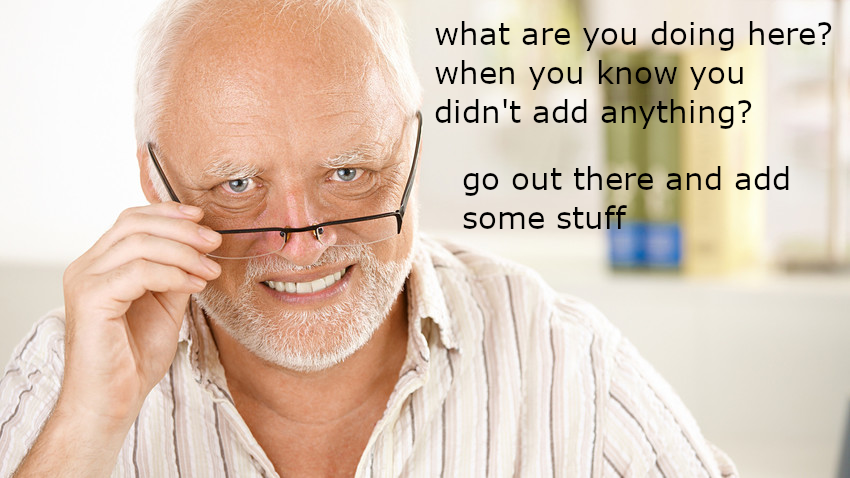 what are you doing here?
when you know you
didn't add anything?
go out there and add
some stuff